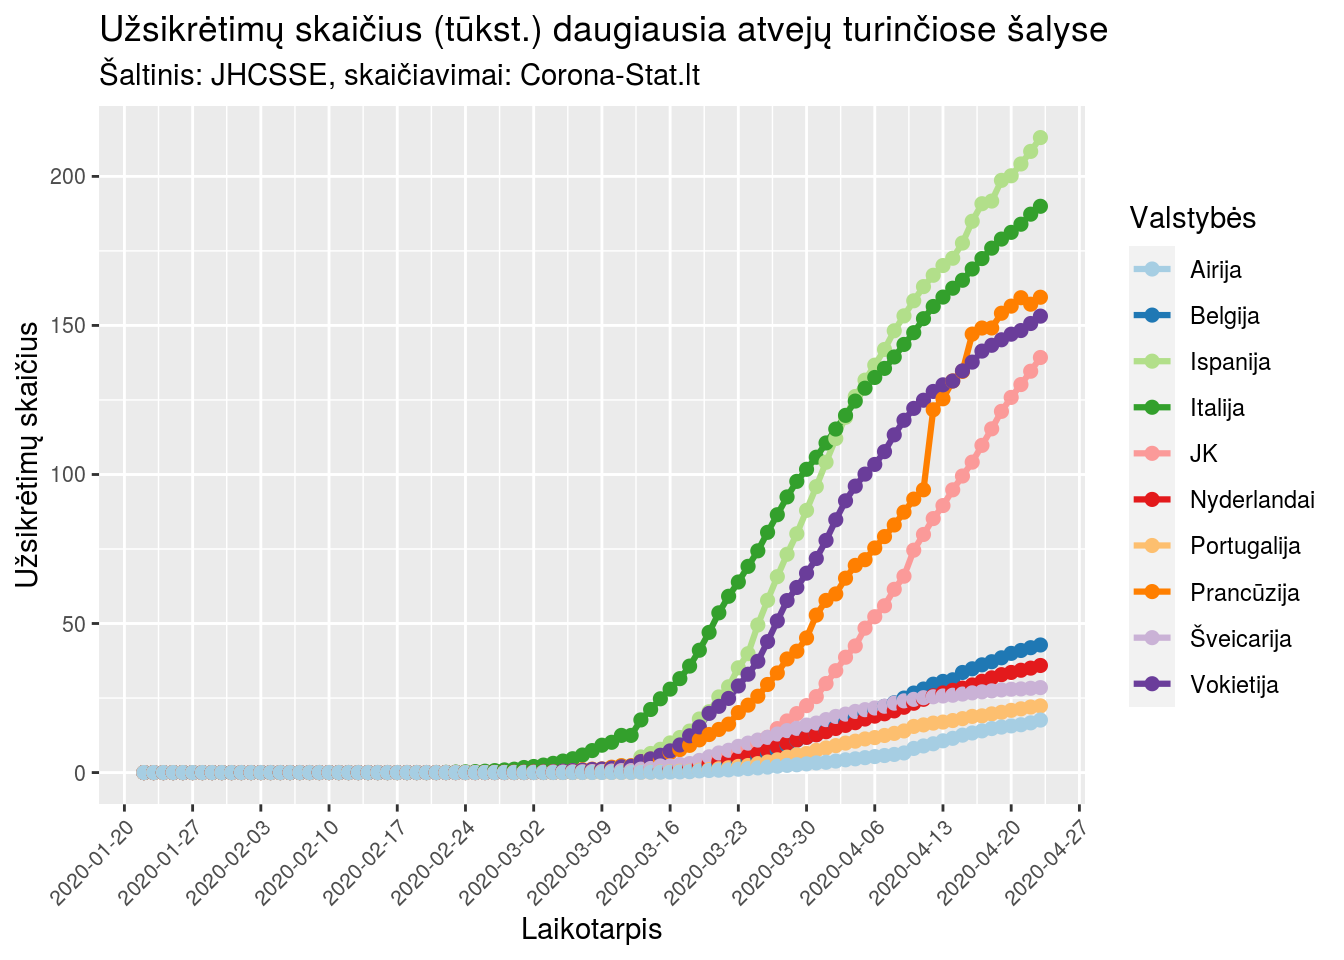 Užsikrėtimų skaičius (tūkst.) daugiausia atvejų turinčiose šalyse
Šaltinis: JHCSSE, skaičiavimai: Corona-Stat.lt
Užsikrėtimų skaičius
200
150
100
50
0
2020-01-20
2020-01-27
2020-02-03
2020-02-10
2020-02-17
2020-02-24
2020-03-02
2020-03-09
2020-03-16
2020-03-23
2020-03-30
2020-04-06
2020-04-13
2020-04-20
2020-04-27
Laikotarpis
Valstybės
Airija
Belgija
Ispanija
Italija
JK
Nyderlandai
Portugalija
Prancūzija
Šveicarija
Vokietija